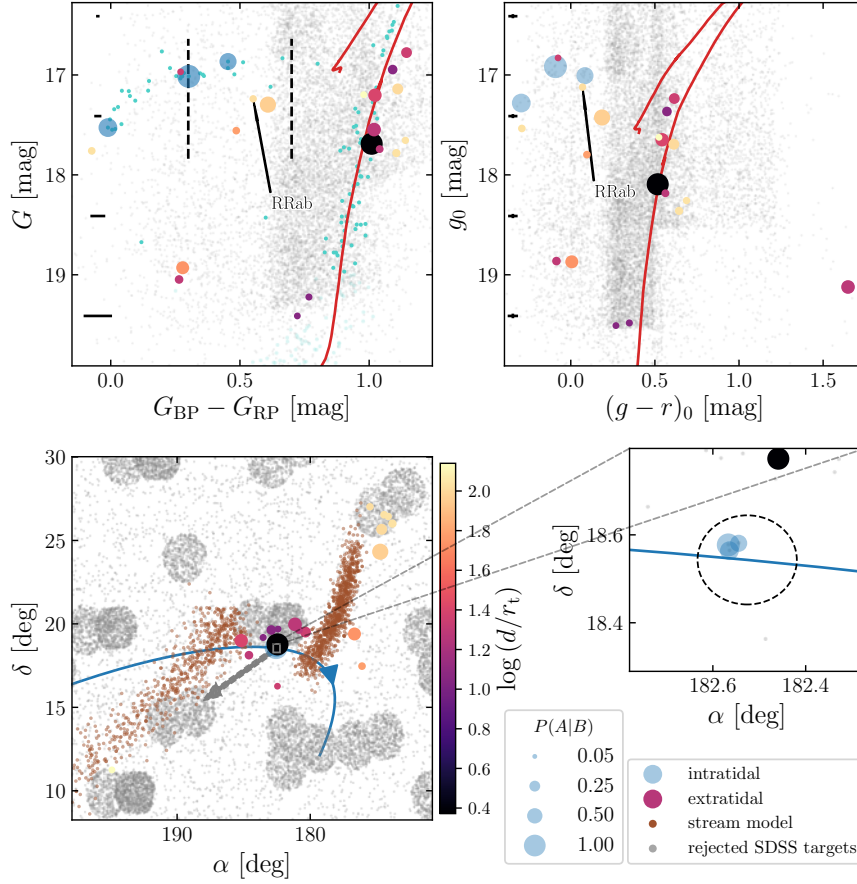 17
18
19
G [mag]
0.0
0.5
1.0
G_BP − G_RP [mag]
RRab
17
18
19
g_0 [mag]
0.0
0.5
1.0
1.5
(g − r)_0 [mag]
RRab
30
25
20
15
10
δ [deg]
190
180
α [deg]
2.0
1.8
1.6
1.4
1.2
1.0
0.8
0.6
0.4
log (d/r_t)
18.6
18.4
δ [deg]
182.6
182.4
α [deg]
P(A|B)
0.05
0.25
0.50
1.00
intratidal
extratidal
stream model
rejected SDSS targets